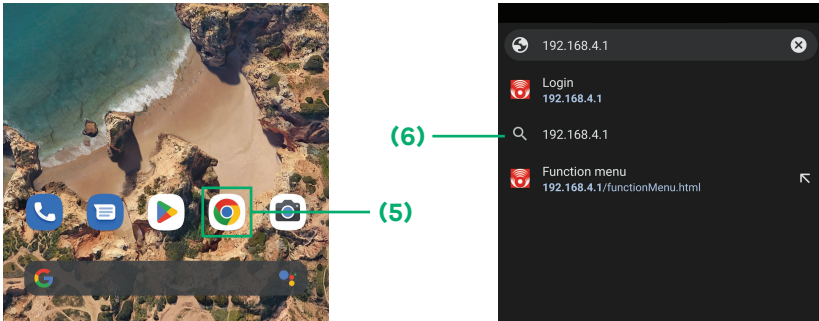 (5)
(6)
192.168.4.1
Login
192.168.4.1
192.168.4.1
Function menu
192.168.4.1/functionMenu.html